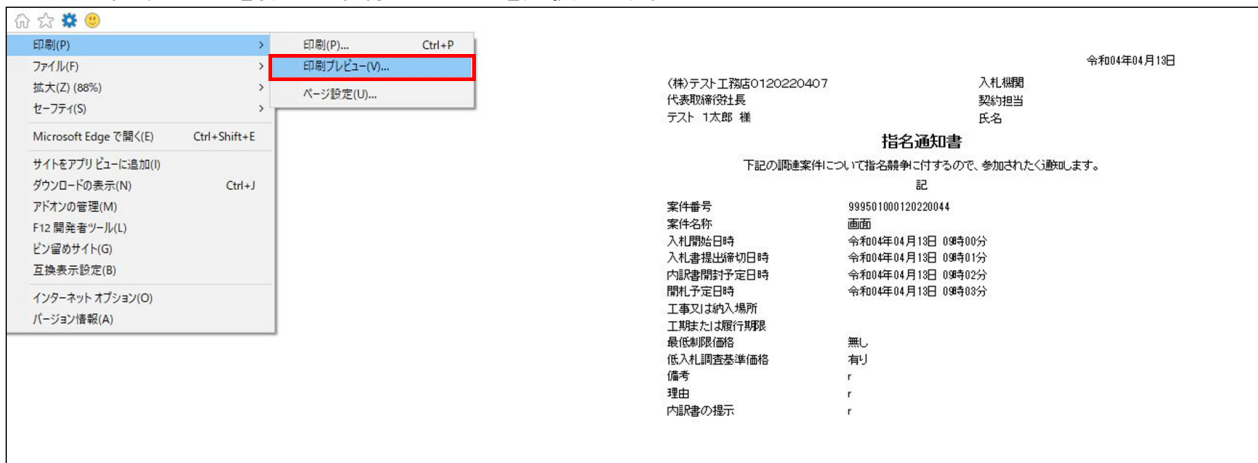 印刷(P) >
ファイル(F) >
拡大(Z) (88%) >
セーフティ(S) >
Microsoft Edge で開く(E) Ctrl+Shift+E
サイトをアプリ ビューに追加(I)
ダウンロードの表示(N) Ctrl+J
アドオンの管理(M)
F12 開発者ツール(L)
ピン留めサイト(G)
互換表示設定(B)
インターネット オプション(O)
バージョン情報(A)
印刷(P)... Ctrl+P
印刷プレビュー(V)...
ページ設定(U)...
令和04年04月13日
(株)テスト工務店0120220407 入札機関
代表取締役社長 契約担当
テスト 1太郎 様 氏名
指名通知書
下記の調達案件について指名競争に付するので、参加されたく通知します。
記
案件番号 999501000120220044
案件名称 画面
入札開始日時 令和04年04月13日 09時00分
入札書提出締切日時 令和04年04月13日 09時01分
内訳書開封予定日時 令和04年04月13日 09時02分
開札予定日時 令和04年04月13日 09時03分
工事又は納入場所
工期または履行期限
最低制限価格 無し
低入札調査基準価格 有り
備考 r
理由 r
内訳書の提示 r